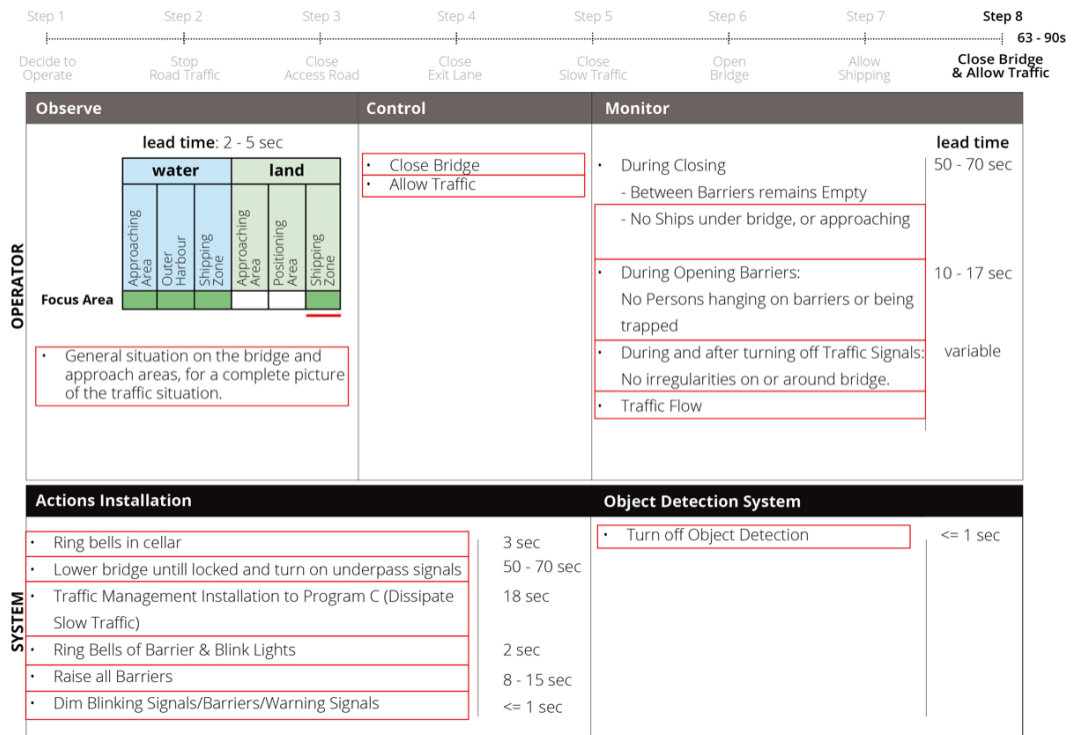 Step 1
Step 2
Step 3
Step 4
Step 5
Step 6
Step 7
Step 8
63 - 90s
Decide to
Operate
Stop
Road Traffic
Close
Access Road
Close
Exit Lane
Close
Slow Traffic
Open
Bridge
Allow
Shipping
Close Bridge
& Allow Traffic
OPERATOR
Observe
lead time: 2 - 5 sec
water
land
Approaching
Area
Outer
Harbour
Shipping
Zone
Approaching
Area
Positioning
Area
Shipping
Zone
Focus Area
• General situation on the bridge and
approach areas, for a complete picture
of the traffic situation.
Control
• Close Bridge
• Allow Traffic
Monitor
lead time
• During Closing
50 - 70 sec
- Between Barriers remains Empty
- No Ships under bridge, or approaching
• During Opening Barriers:
10 - 17 sec
No Persons hanging on barriers or being
trapped
• During and after turning off Traffic Signals:
variable
No irregularities on or around bridge.
• Traffic Flow
SYSTEM
Actions Installation
• Ring bells in cellar
3 sec
• Lower bridge untill locked and turn on underpass signals
50 - 70 sec
• Traffic Management Installation to Program C (Dissipate
18 sec
Slow Traffic)
• Ring Bells of Barrier & Blink Lights
2 sec
• Raise all Barriers
8 - 15 sec
• Dim Blinking Signals/Barriers/Warning Signals
<= 1 sec
Object Detection System
• Turn off Object Detection
<= 1 sec